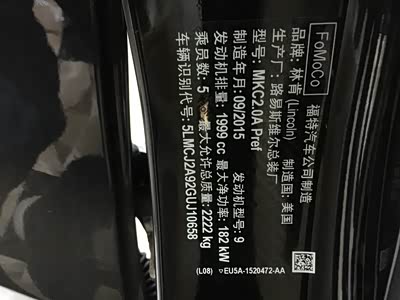 FoMoCo
福特汽车公司制造
品牌: 林肯 (Lincoln) 制造国: 美国
生产厂: 路易斯维尔总装厂
型号: MKC2.0A Pref
制造年月: 09/2015 发动机型号: 9
发动机排量: 1999 cc 最大净功率: 182 kW
乘员数: 5 最大允许总质量: 2222 kg
车辆识别代号: 5LMCJ2A92GUJ10658
(L08) ▽EU5A-1520472-AA